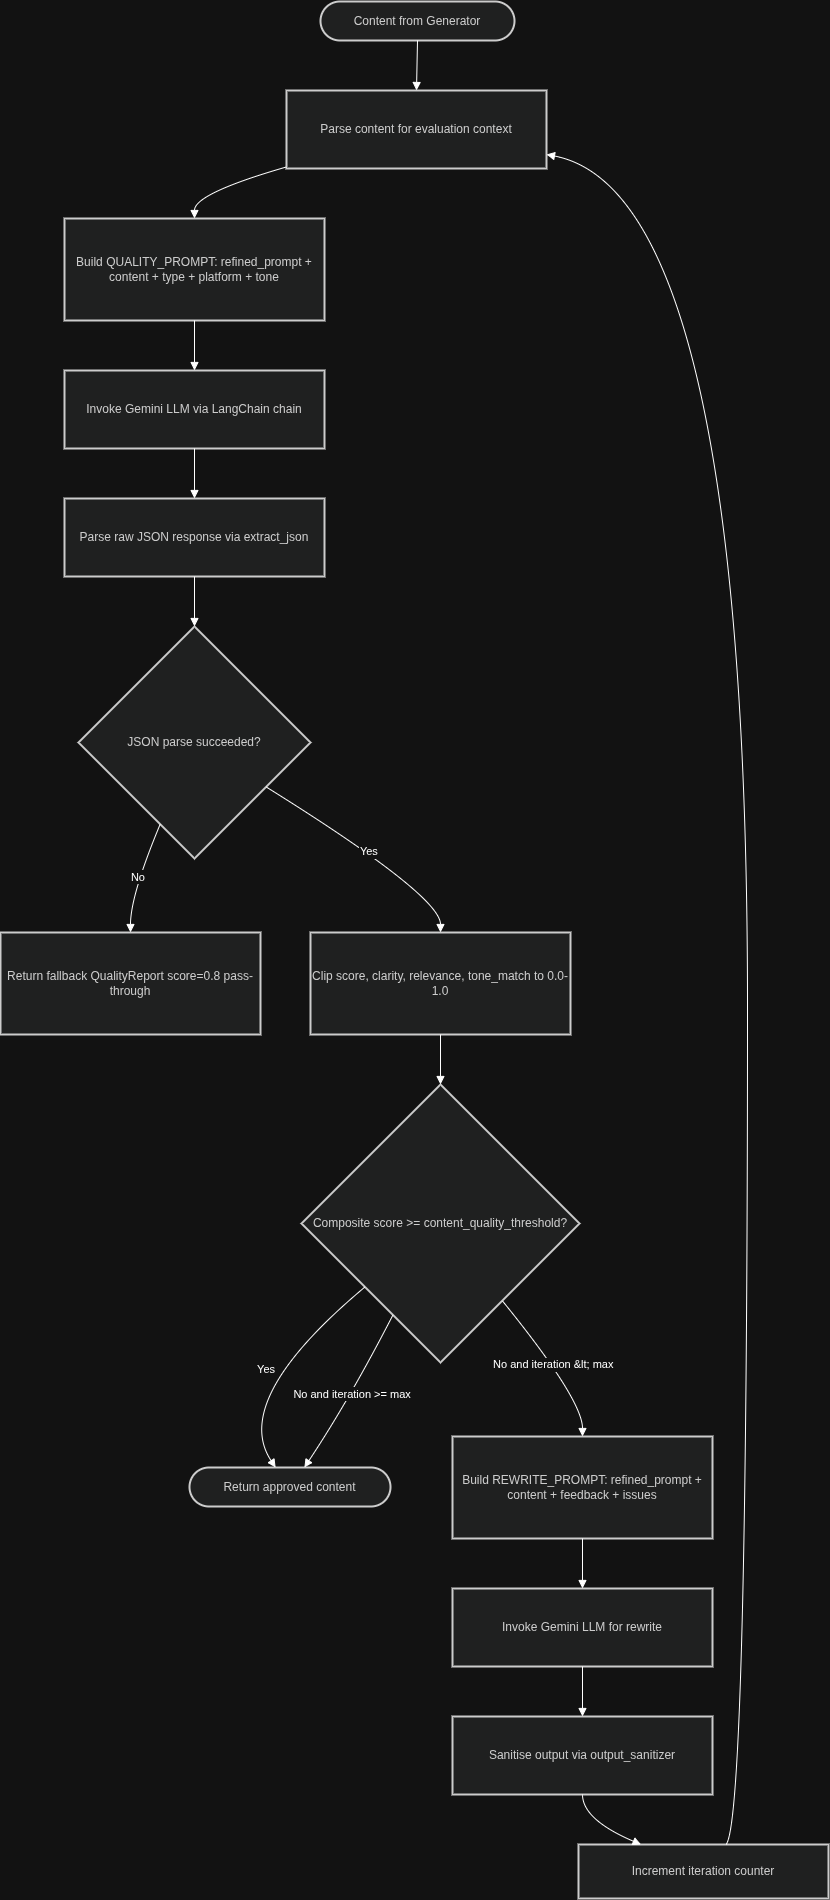 Content from Generator
Parse content for evaluation context
Build QUALITY_PROMPT: refined_prompt +
content + type + platform + tone
Invoke Gemini LLM via LangChain chain
Parse raw JSON response via extract_json
JSON parse succeeded?
Yes
No
Return fallback QualityReport score=0.8 pass-
through
Clip score, clarity, relevance, tone_match to 0.0-
1.0
Composite score >= content_quality_threshold?
Yes
No and iteration >= max
No and iteration &lt; max
Return approved content
Build REWRITE_PROMPT: refined_prompt +
content + feedback + issues
Invoke Gemini LLM for rewrite
Sanitise output via output_sanitizer
Increment iteration counter